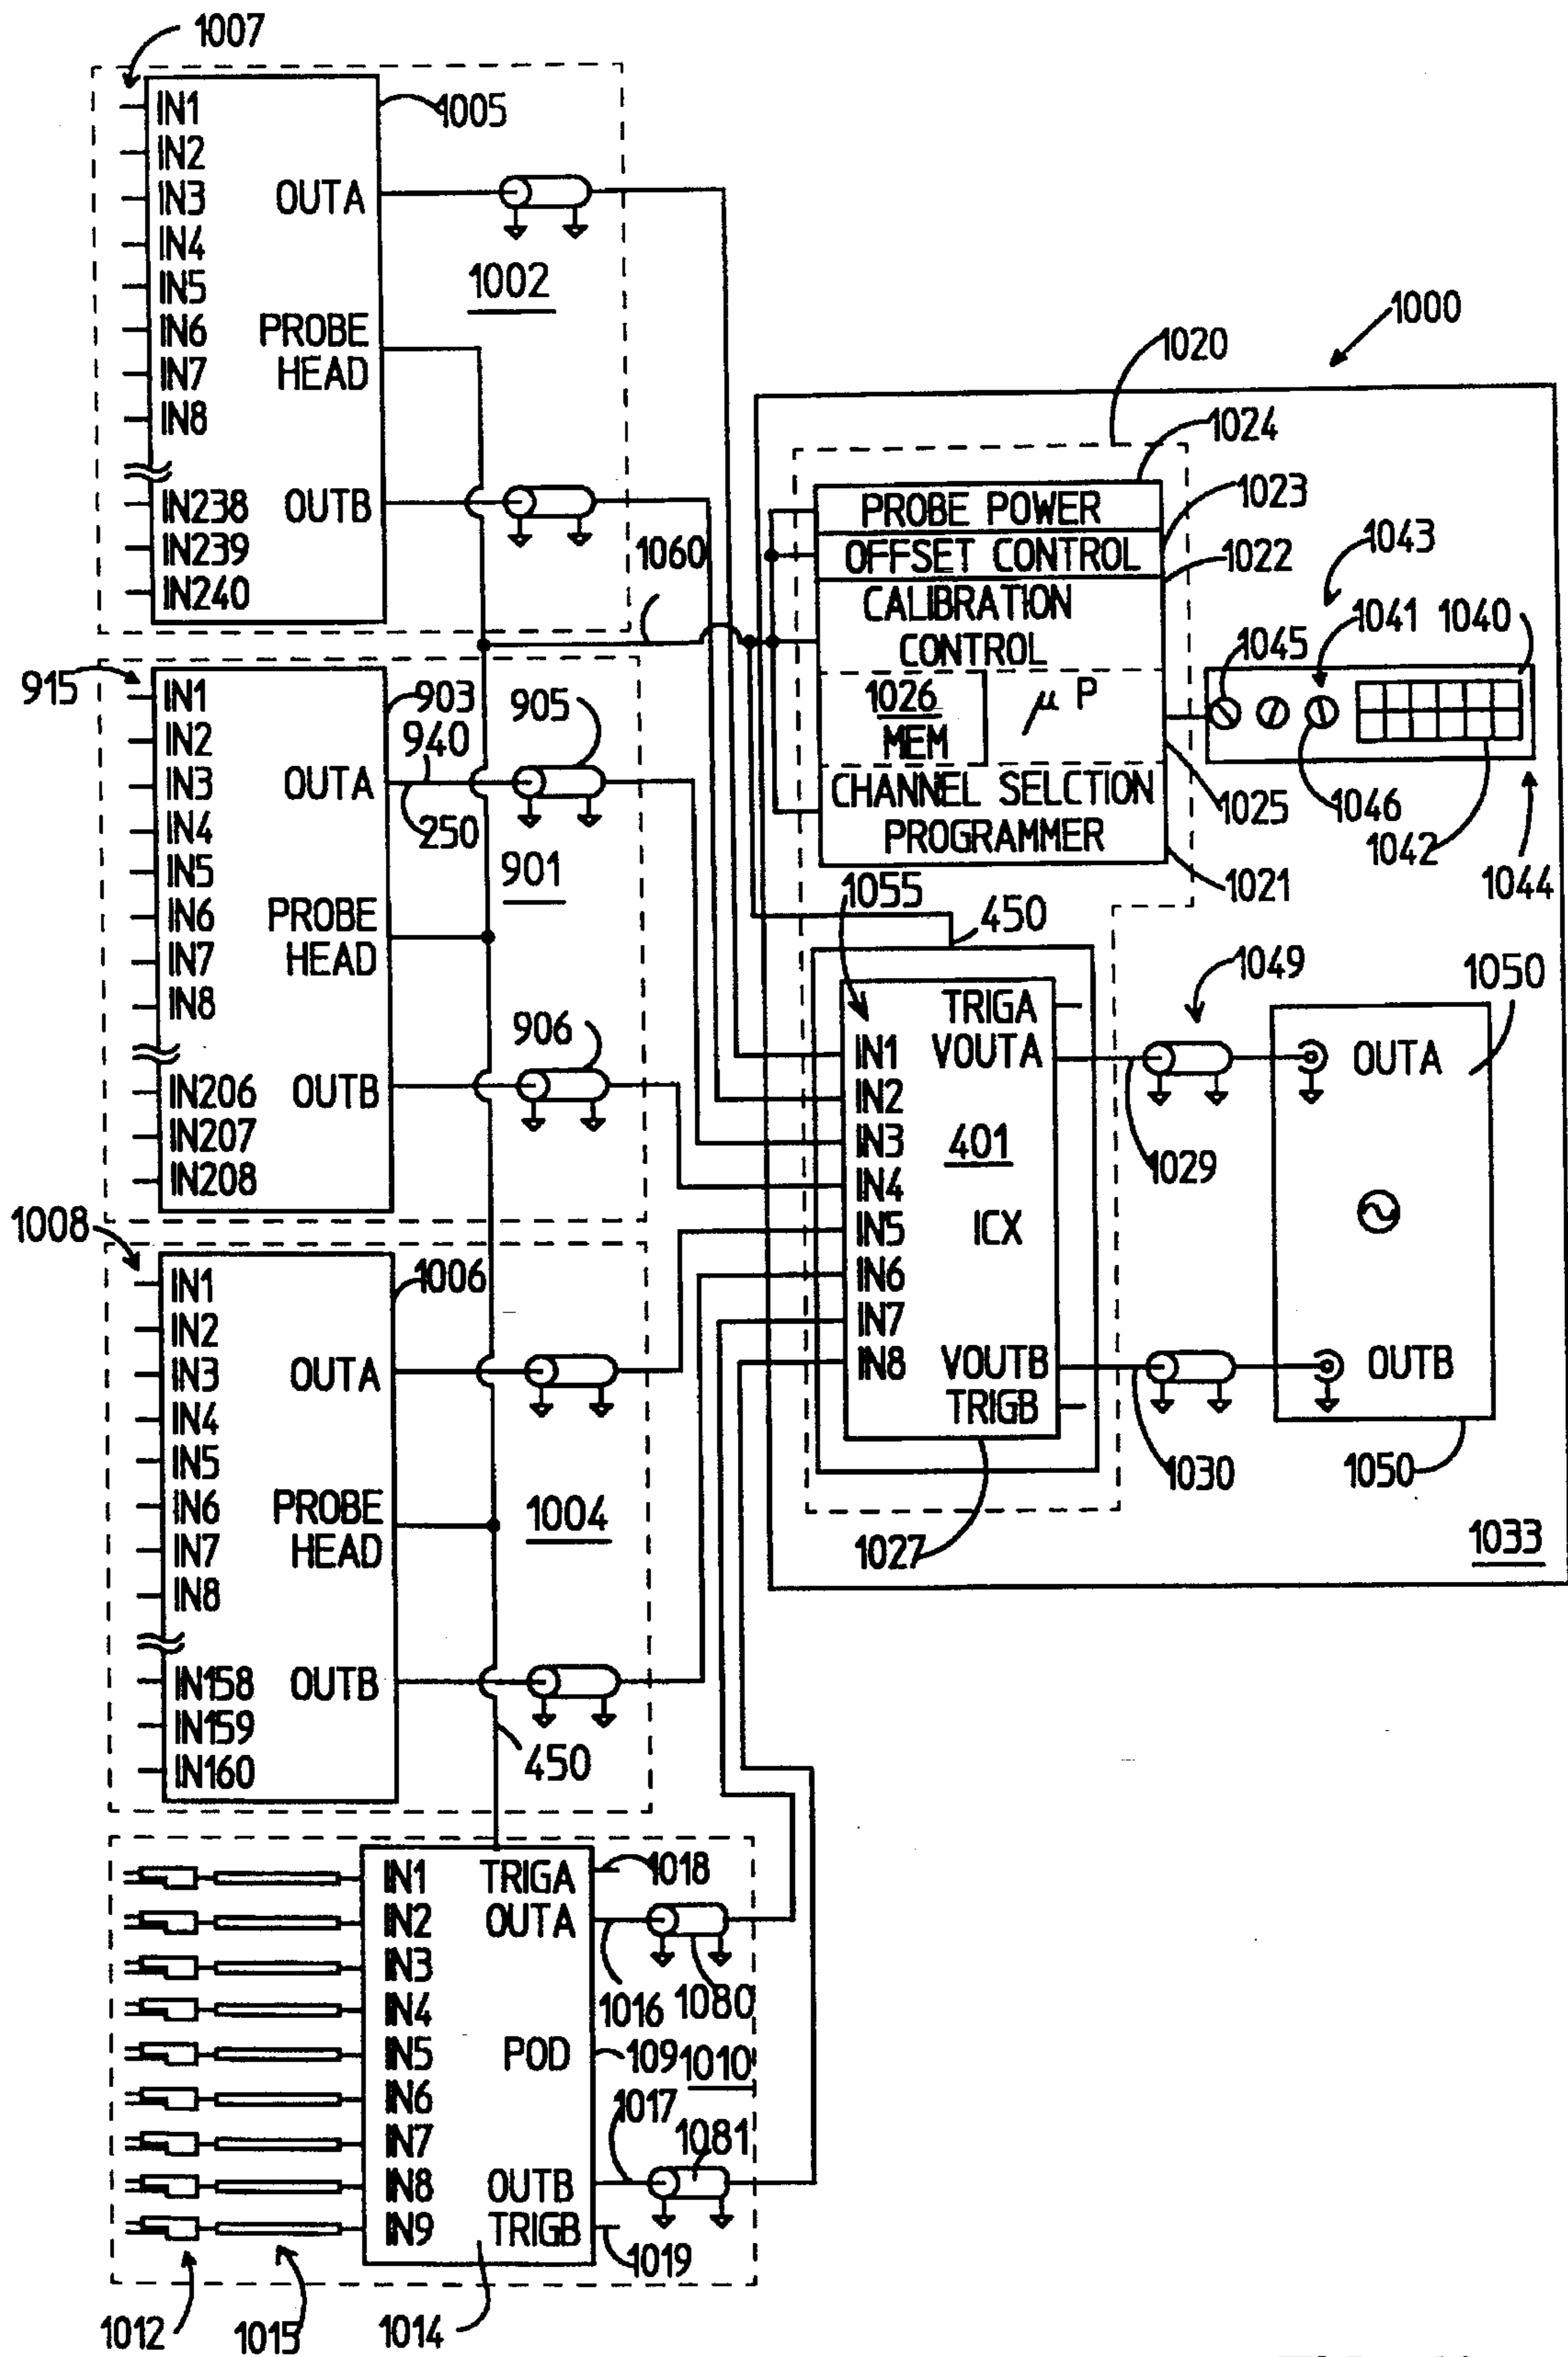 1007
1005
IN1
IN2
IN3 OUTA
IN4
IN5
IN6 PROBE
IN7 HEAD
IN8
IN238 OUTB
IN239
IN240
1002
1060
915
903
940
905
IN1
IN2
IN3 OUTA
IN4
IN5
IN6 PROBE
IN7 HEAD
IN8
IN206 OUTB
IN207
IN208
250
901
906
1008
1006
IN1
IN2
IN3 OUTA
IN4
IN5
IN6 PROBE
IN7 HEAD
IN8
IN158 OUTB
IN159
IN160
1004
450
IN1 TRIGA
IN2 OUTA
IN3
IN4
IN5 POD
IN6
IN7
IN8 OUTB
IN9 TRIGB
1018
1016
1080
109
1010
1017
1081
1019
1012
1015
1014
1000
1020
1024
1023
1022
PROBE POWER
OFFSET CONTROL
CALIBRATION
CONTROL
1026
MEM
μP
CHANNEL SELCTION
PROGRAMMER
1043
1041
1040
1045
1046
1042
1044
1025
1021
1055
450
TRIGA
IN1 VOUTA
IN2
IN3 401
IN4
IN5 ICX
IN6
IN7
IN8 VOUTB
TRIGB
1027
1049
1029
1030
1050
OUTA
OUTB
1050
1033